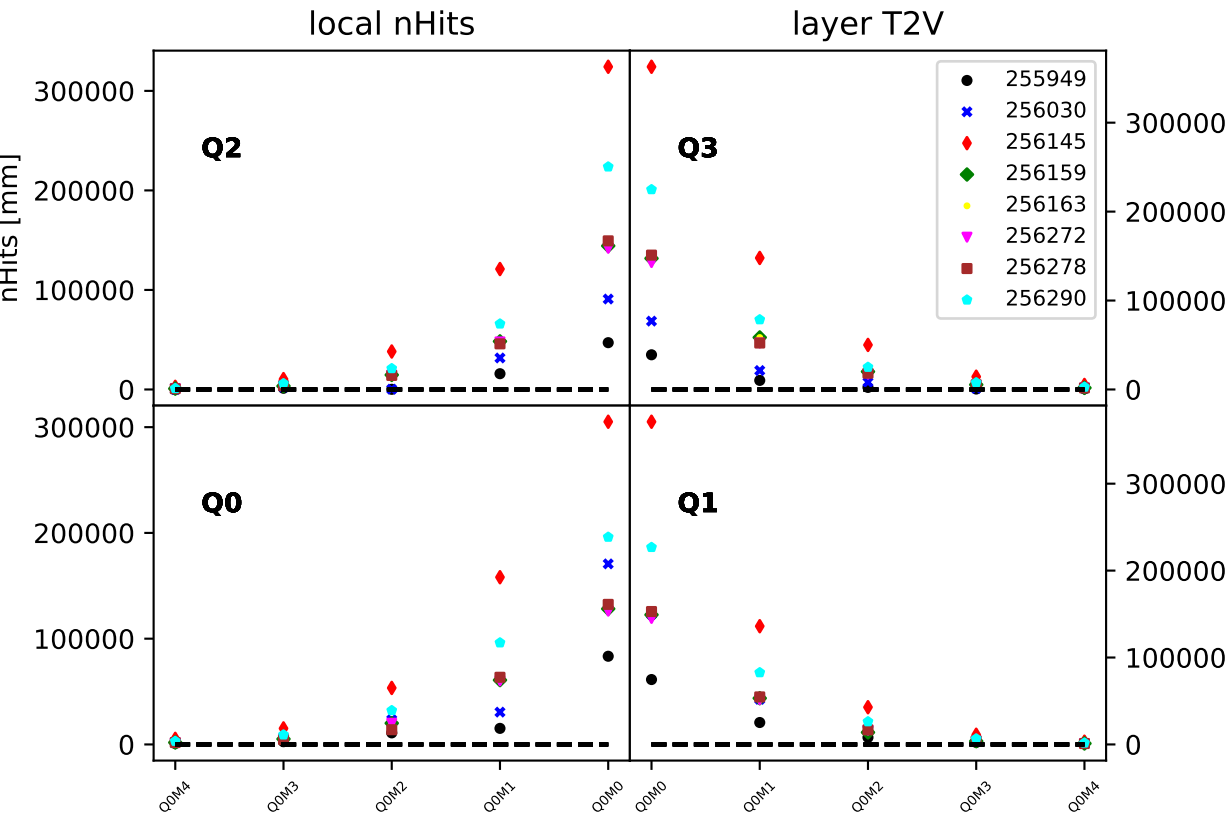 local nHits
layer T2V
nHits [mm]
300000
200000
100000
0
Q2
Q3
255949
256030
256145
256159
256163
256272
256278
256290
300000
200000
100000
0
300000
200000
100000
0
Q0
Q1
300000
200000
100000
0
Q0M4
Q0M3
Q0M2
Q0M1
Q0M0
Q0M0
Q0M1
Q0M2
Q0M3
Q0M4